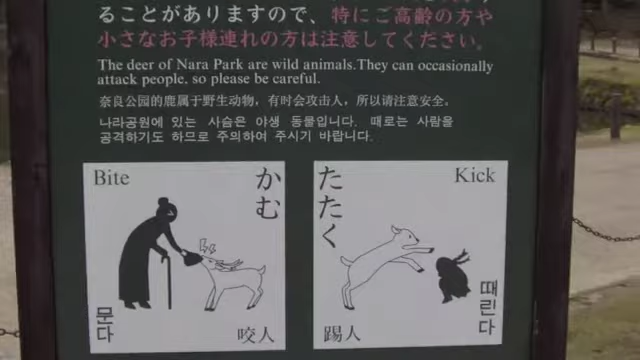 ることがありますので、特にご高齢の方や
小さなお子様連れの方は注意してください。
The deer of Nara Park are wild animals.They can occasionally
attack people, so please be careful.
奈良公园的鹿属于野生动物，有时会攻击人，所以请注意安全。
나라공원에 있는 사슴은 야생 동물입니다. 때로는 사람을
공격하기도 하므로 주의하여 주시기 바랍니다.
Bite
かむ
문다
咬人
たたく
Kick
踢人
때린다